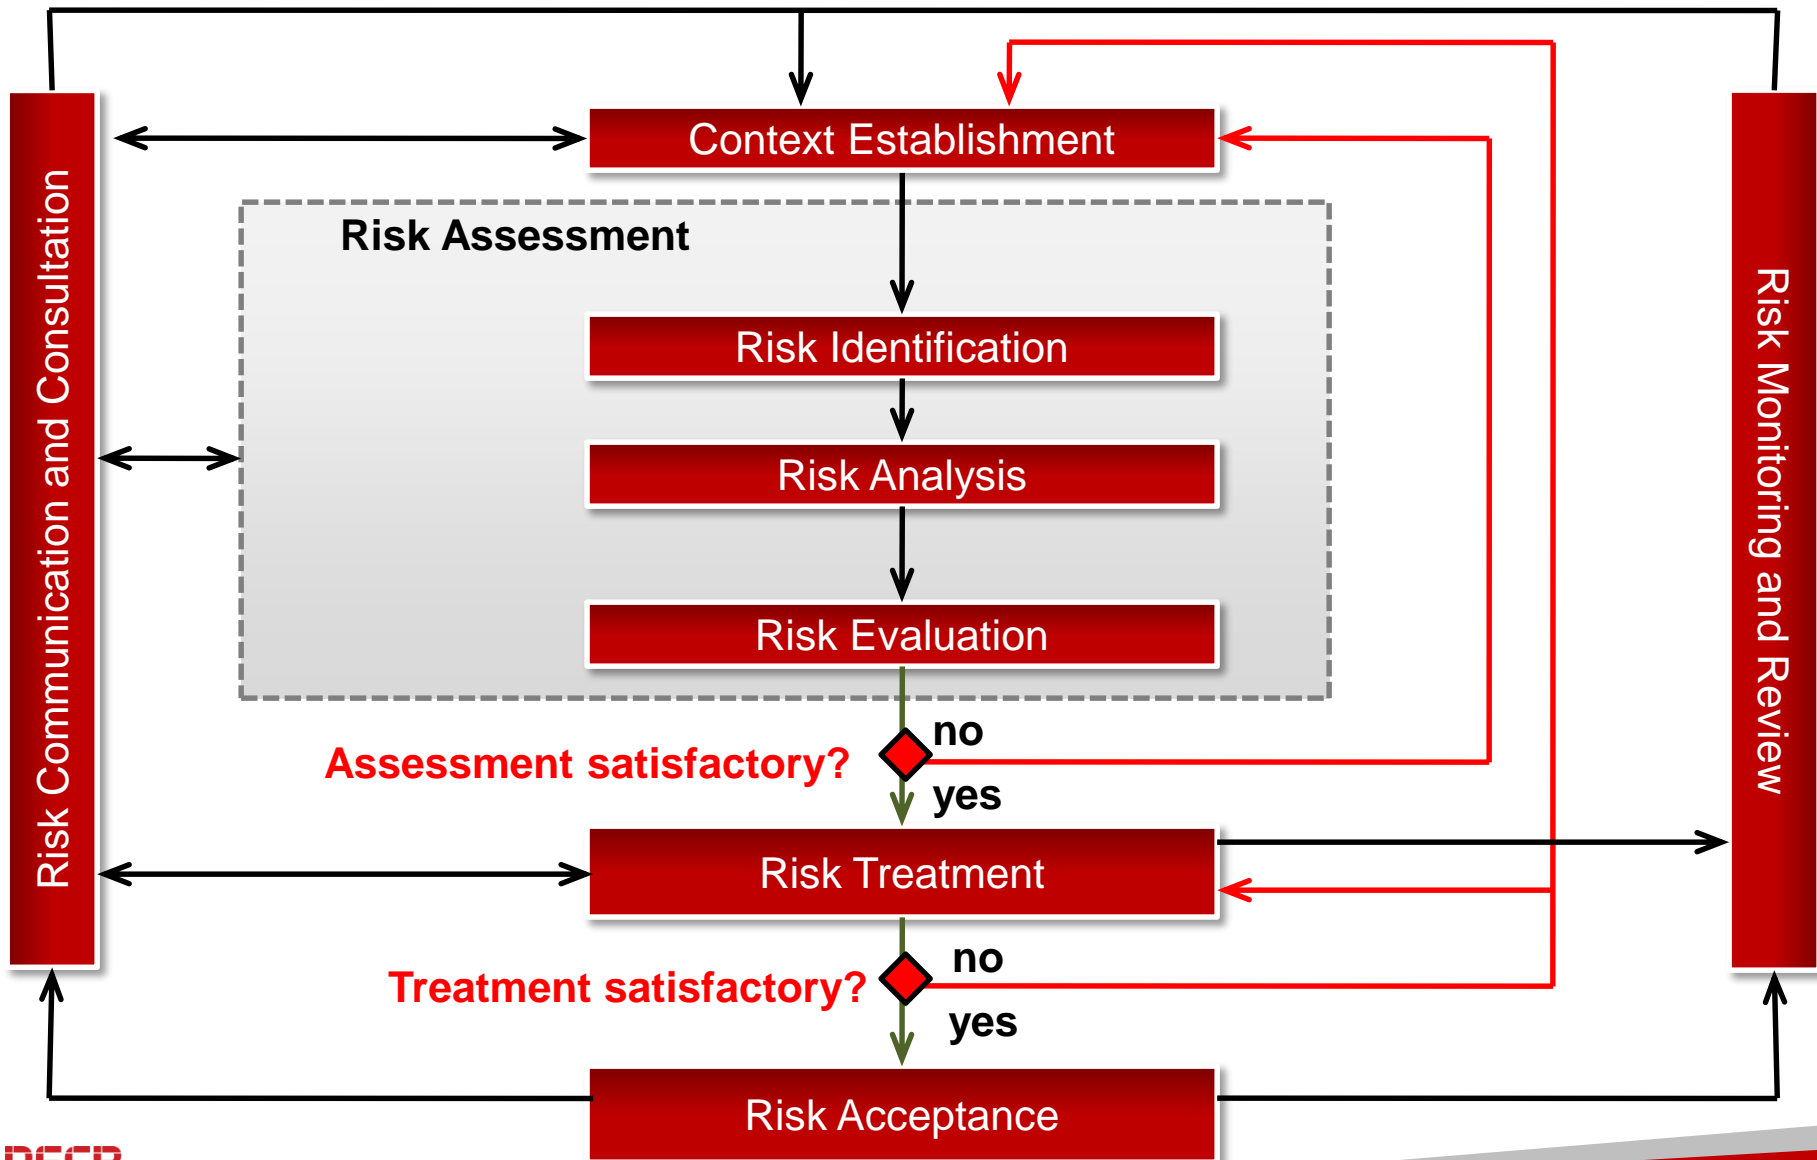 Context Establishment
Risk Communication and Consultation
Risk Assessment
Risk Identification
Risk Analysis
Risk Evaluation
Risk Monitoring and Review
no
Assessment satisfactory?
yes
Risk Treatment
no
Treatment satisfactory?
yes
Risk Acceptance